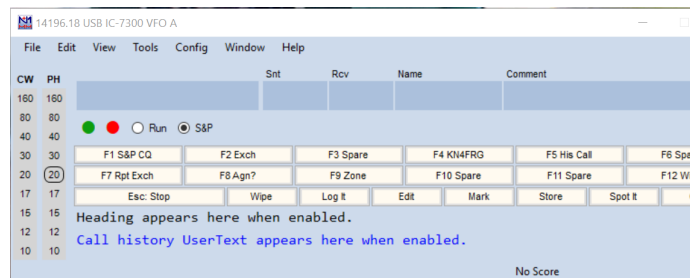 N1 14196.18 USB IC-7300 VFO A
File Edit View Tools Config Window Help
CW PH Snt Rcv Name Comment
160 160
80 80
Run S&P
40 40
30 30 F1 S&P CQ F2 Exch F3 Spare F4 KN4FRG F5 His Call F6 Spa
20 20 F7 Rpt Exch F8 Agn? F9 Zone F10 Spare F11 Spare F12 W
17 17 Esc: Stop Wipe Log It Edit Mark Store Spot It
15 15 Heading appears here when enabled.
12 12 Call history UserText appears here when enabled.
10 10
No Score